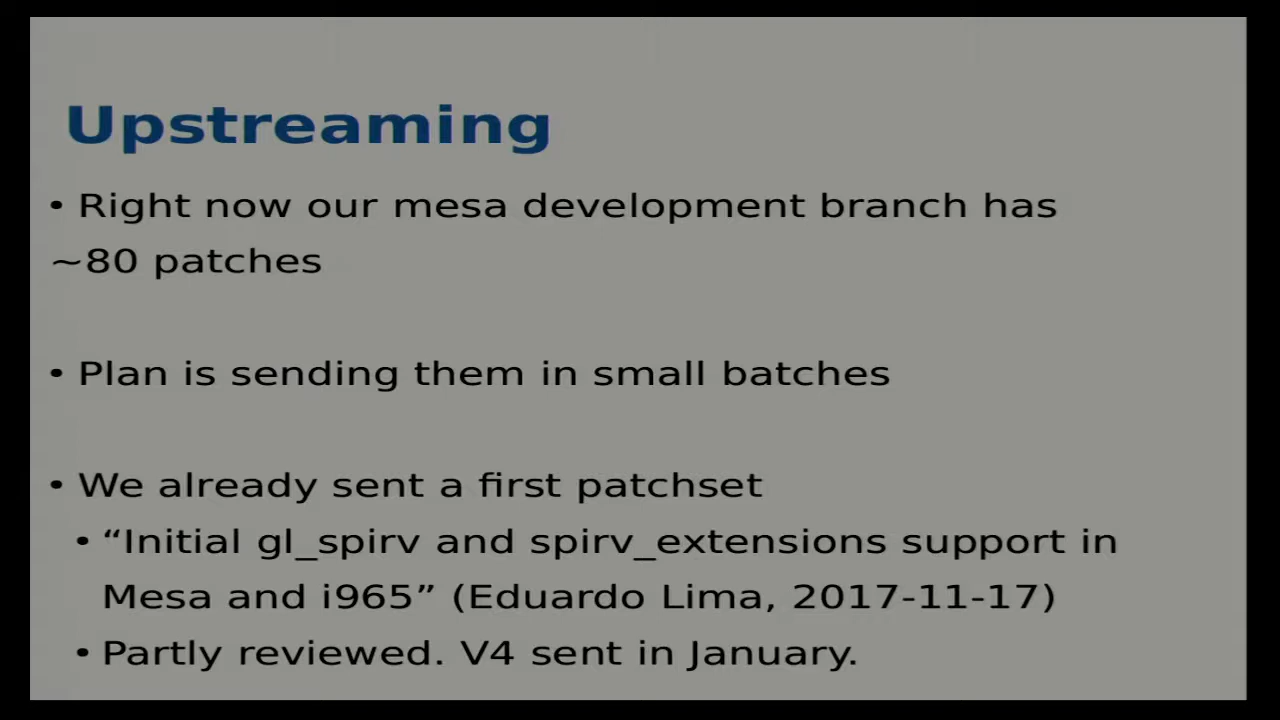 Upstreaming
• Right now our mesa development branch has
~80 patches
• Plan is sending them in small batches
• We already sent a first patchset
• “Initial gl_spirv and spirv_extensions support in
Mesa and i965” (Eduardo Lima, 2017-11-17)
• Partly reviewed. V4 sent in January.